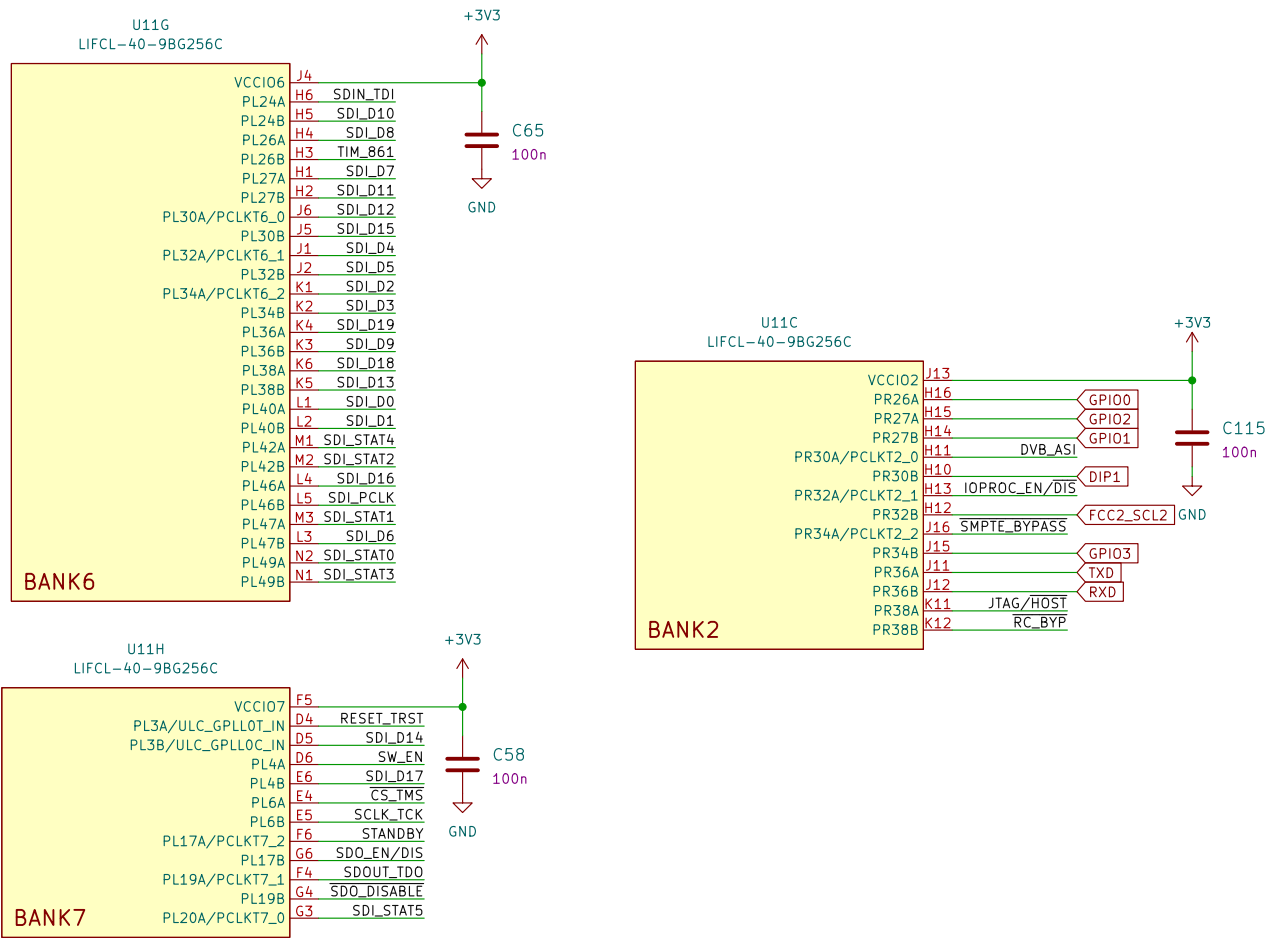 U11G
LIFCL-40-9BG256C
+3V3
VCCIO6 J4
PL24A H6 SDIN_TDI
PL24B H5 SDI_D10
PL26A H4 SDI_D8
PL26B H3 TIM_861
PL27A H1 SDI_D7
PL27B H2 SDI_D11
PL30A/PCLKT6_0 J6 SDI_D12
PL30B J5 SDI_D15
PL32A/PCLKT6_1 J1 SDI_D4
PL32B J2 SDI_D5
PL34A/PCLKT6_2 K1 SDI_D2
PL34B K2 SDI_D3
PL36A K4 SDI_D19
PL36B K3 SDI_D9
PL38A K6 SDI_D18
PL38B K5 SDI_D13
PL40A L1 SDI_D0
PL40B L2 SDI_D1
PL42A M1 SDI_STAT4
PL42B M2 SDI_STAT2
PL46A L4 SDI_D16
PL46B L5 SDI_PCLK
PL47A M3 SDI_STAT1
PL47B L3 SDI_D6
PL49A N2 SDI_STAT0
PL49B N1 SDI_STAT3
BANK6
C65
100n
GND
U11C
LIFCL-40-9BG256C
+3V3
VCCIO2 J13
PR26A H16 GPIO0
PR27A H15 GPIO2
PR27B H14 GPIO1
PR30A/PCLKT2_0 H11 DVB_ASI
PR30B H10 DIP1
PR32A/PCLKT2_1 H13 IOPROC_EN/DIS
PR32B H12 FCC2_SCL2
PR34A/PCLKT2_2 J16 SMPTE_BYPASS
PR34B J15 GPIO3
PR36A J11 TXD
PR36B J12 RXD
PR38A K11 JTAG/HOST
PR38B K12 RC_BYP
BANK2
C115
100n
GND
U11H
LIFCL-40-9BG256C
+3V3
VCCIO7 F5
PL3A/ULC_GPLL0T_IN D4 RESET_TRST
PL3B/ULC_GPLL0C_IN D5 SDI_D14
PL4A D6 SW_EN
PL4B E6 SDI_D17
PL6A E4 CS_TMS
PL6B E5 SCLK_TCK
PL17A/PCLKT7_2 F6 STANDBY
PL17B G6 SDO_EN/DIS
PL19A/PCLKT7_1 F4 SDOUT_TDO
PL19B G4 SDO_DISABLE
PL20A/PCLKT7_0 G3 SDI_STAT5
BANK7
C58
100n
GND